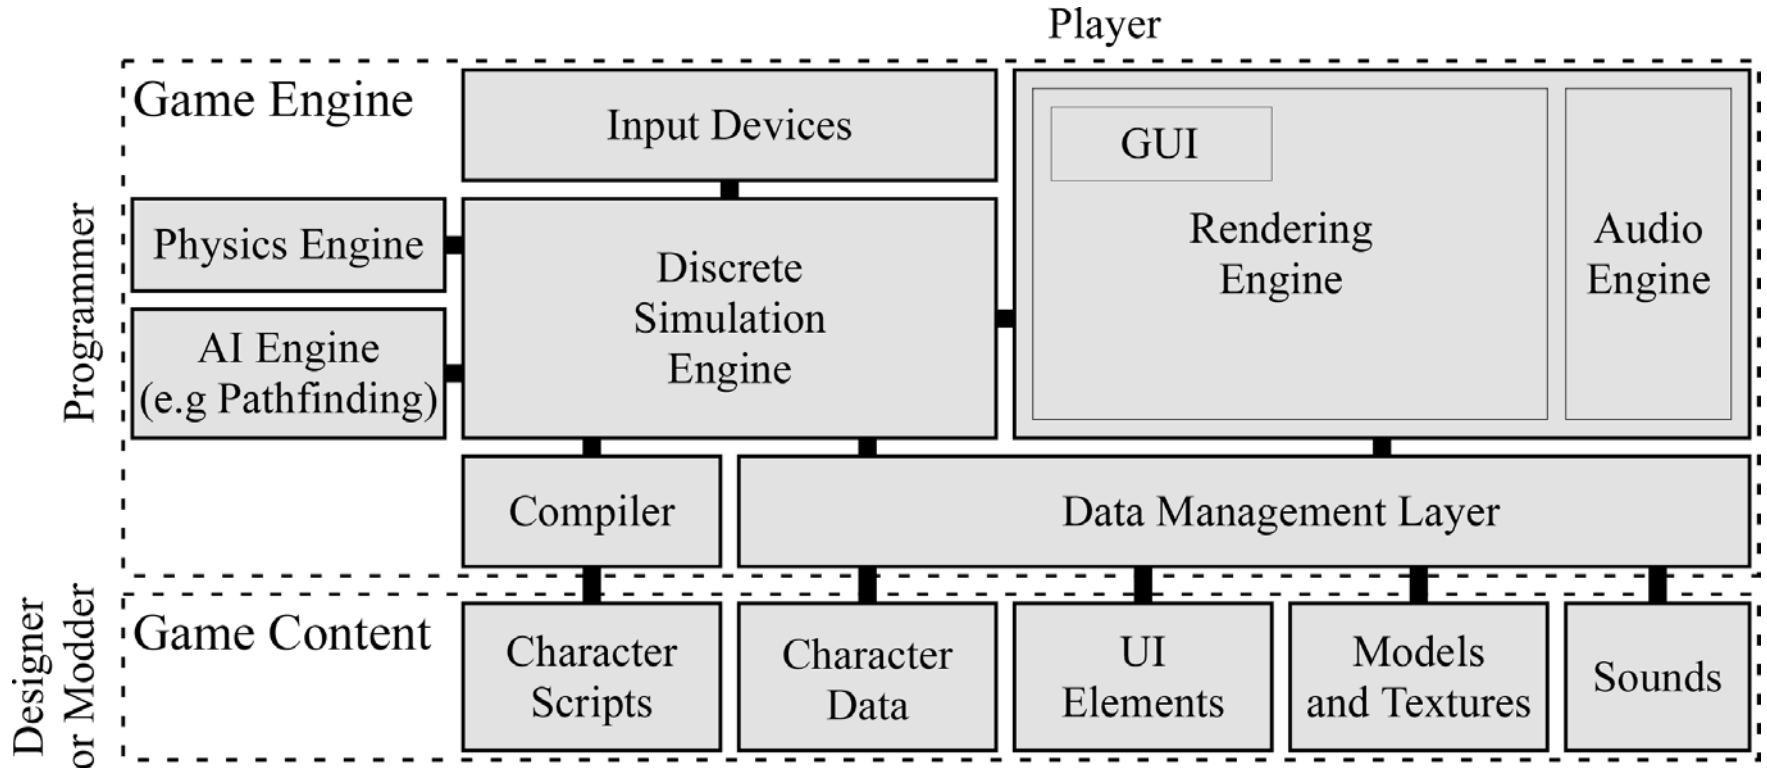 Player
Game Engine
Input Devices
GUI
Rendering
Engine
Audio
Engine
Programmer
Physics Engine
Discrete
Simulation
Engine
AI Engine
(e.g Pathfinding)
Compiler
Data Management Layer
Designer
or Modder
Game Content
Character
Scripts
Character
Data
UI
Elements
Models
and Textures
Sounds